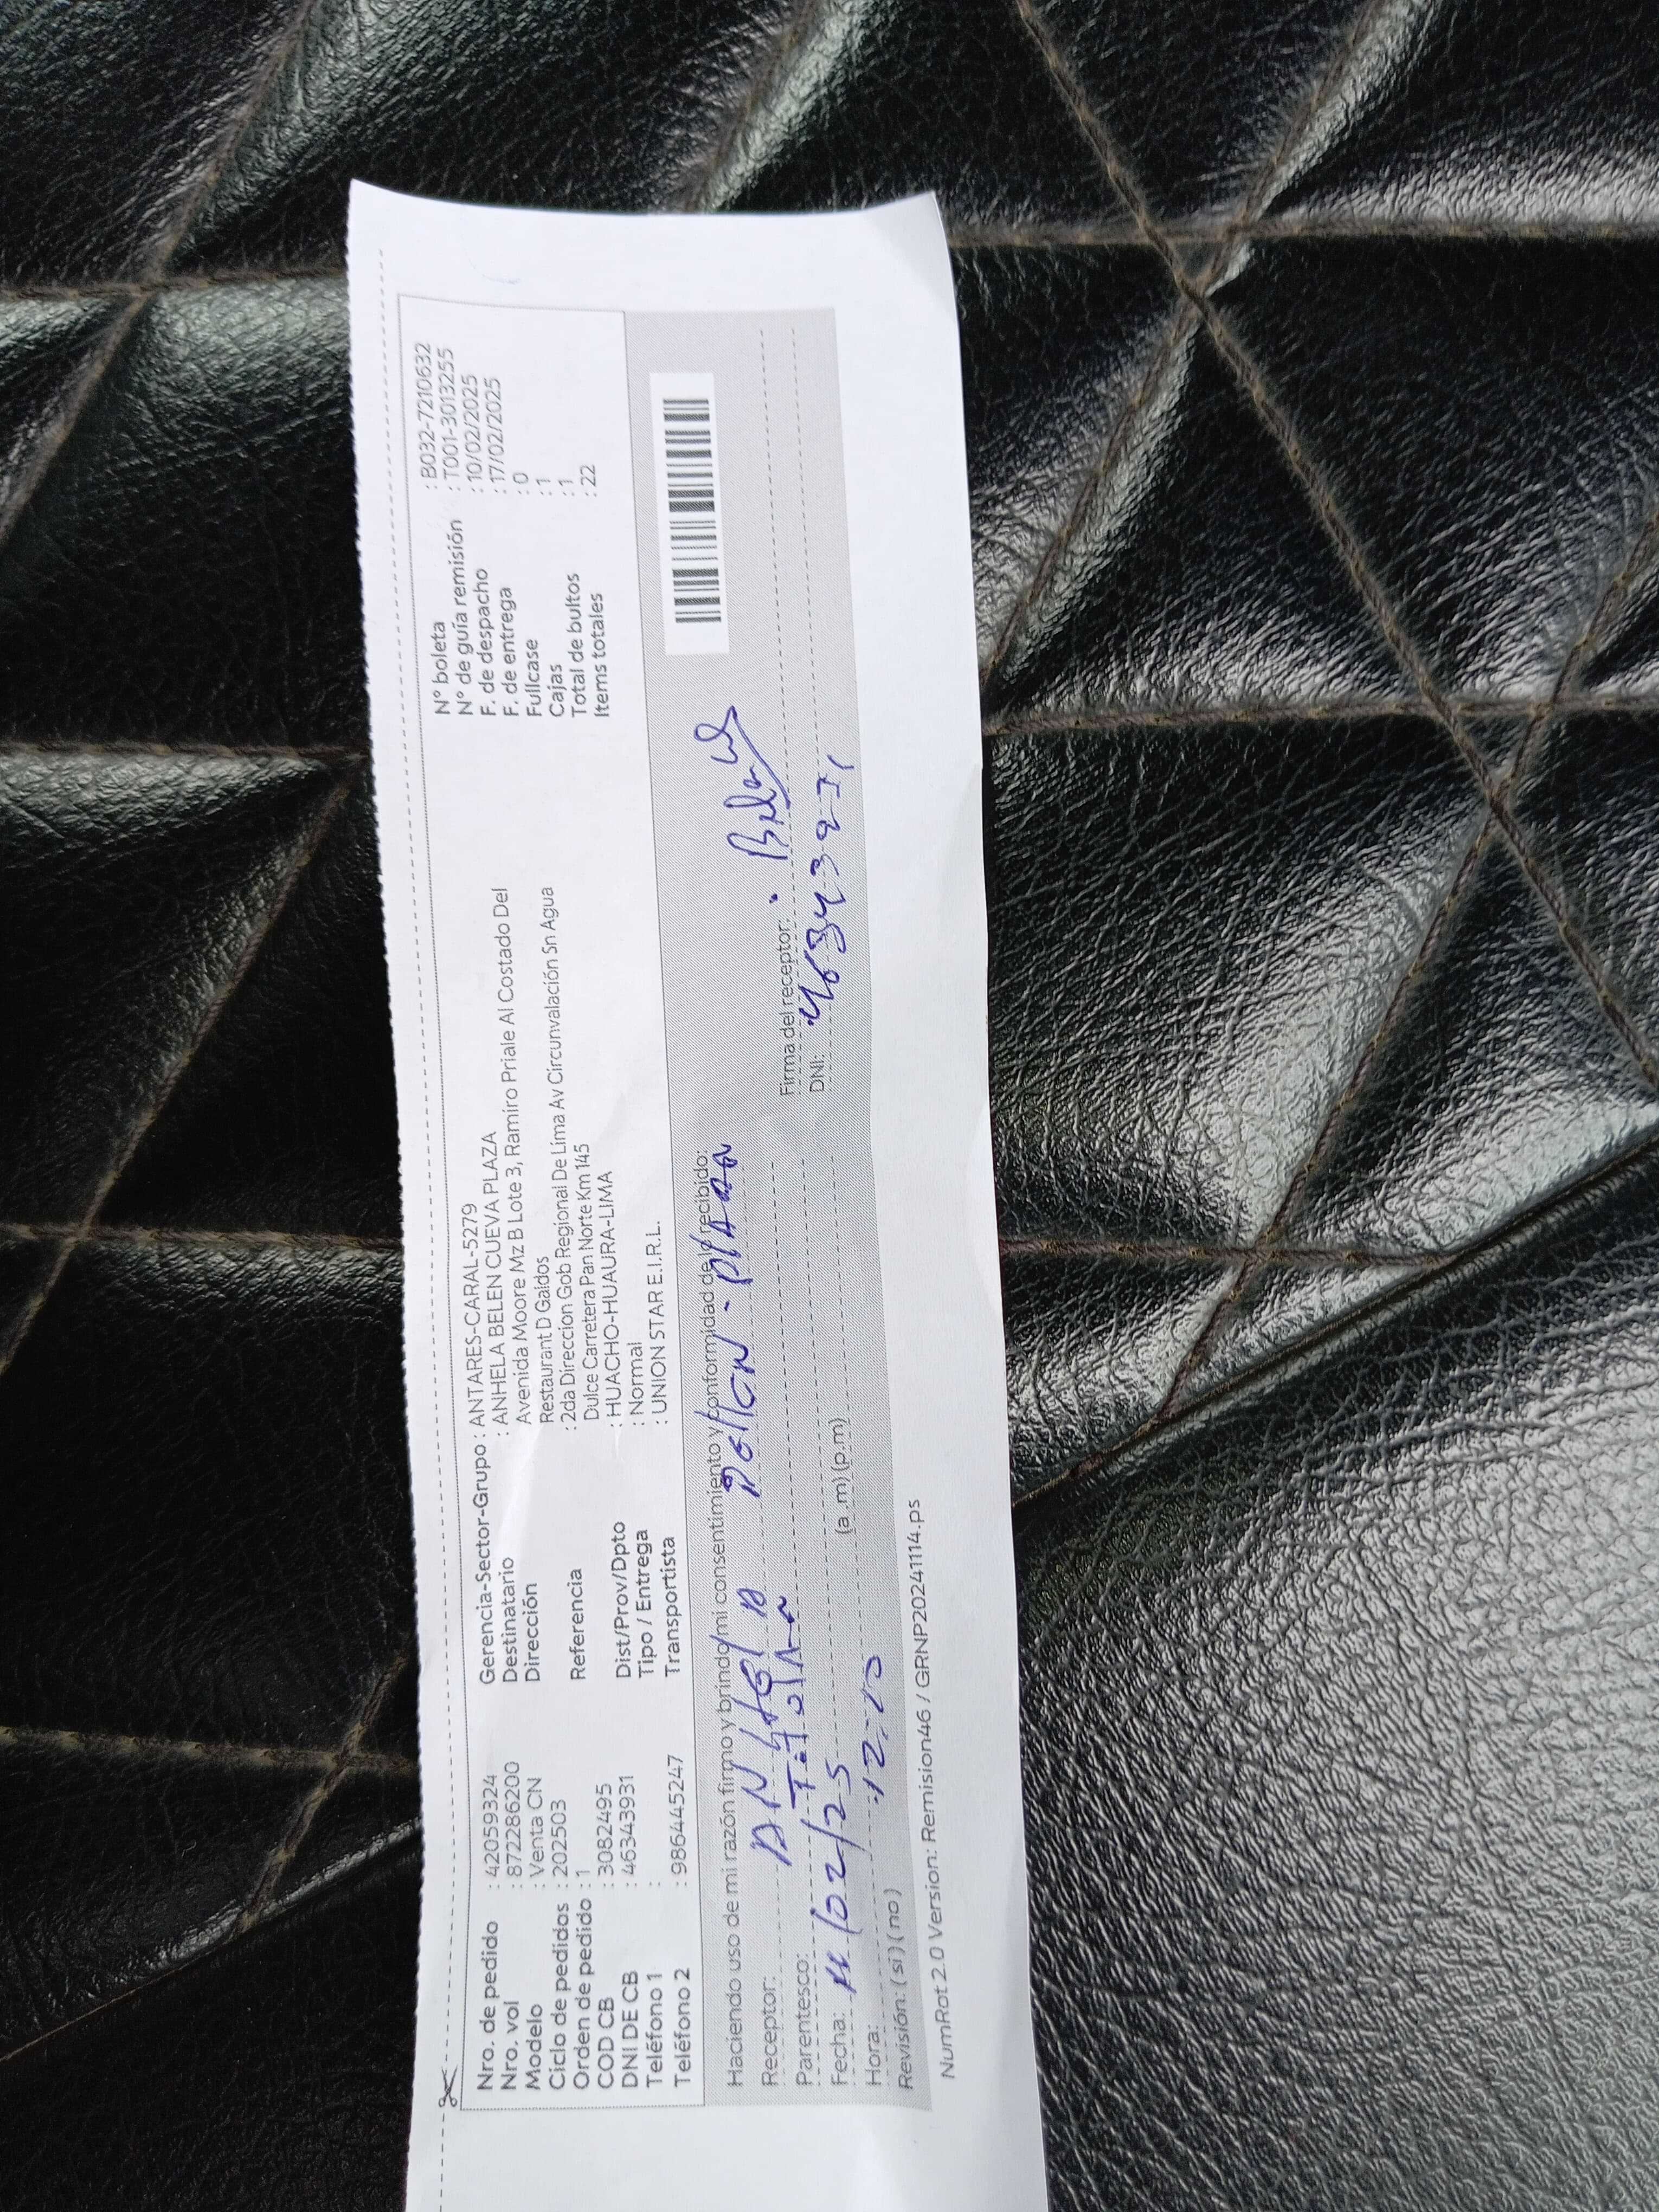 Nro. de pedido : 42059324
Nro. vol : 872286200
Modelo : Venta CN
Ciclo de pedidos : 202503
Orden de pedido : 1
COD CB : 3082495
DNI DE CB : 46343931
Teléfono 1 :
Teléfono 2 : 986445247
Gerencia-Sector-Grupo : ANTARES-CARAL-5279
Destinatario : ANHELA BELEN CUEVA PLAZA
Dirección : Avenida Moore Mz B Lote 3, Ramiro Priale Al Costado Del
Restaurant D Galdos
Referencia : 2da Direccion Gob Regional De Lima Av Circunvalación Sn Agua
Dulce Carretera Pan Norte Km 145
Dist/Prov/Dpto : HUACHO-HUAURA-LIMA
Tipo / Entrega : Normal
Transportista : UNION STAR E.I.R.L.
N° boleta : B032-7210632
N° de guía remisión : T001-3013255
F. de despacho : 10/02/2025
F. de entrega : 17/02/2025
Fullcase : 0
Cajas : 1
Total de bultos : 1
Items totales : 22
Haciendo uso de mi razón firmo y brindo mi consentimiento y conformidad de lo recibido:
Receptor:
Parentesco:
Fecha: /02/25
Hora: 12: (a .m) (p.m)
Revisión: ( si ) ( no )
Firma del receptor:
DNI:
NumRot 2.0 Version: Remision46 / GRNP20241114.ps